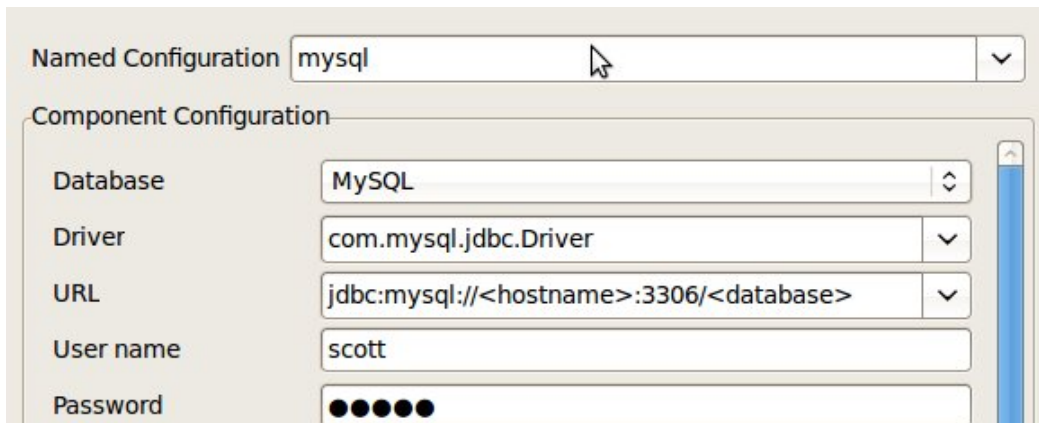 Named Configuration mysql
Component Configuration
Database MySQL
Driver com.mysql.jdbc.Driver
URL jdbc:mysql://<hostname>:3306/<database>
User name scott
Password ●●●●●